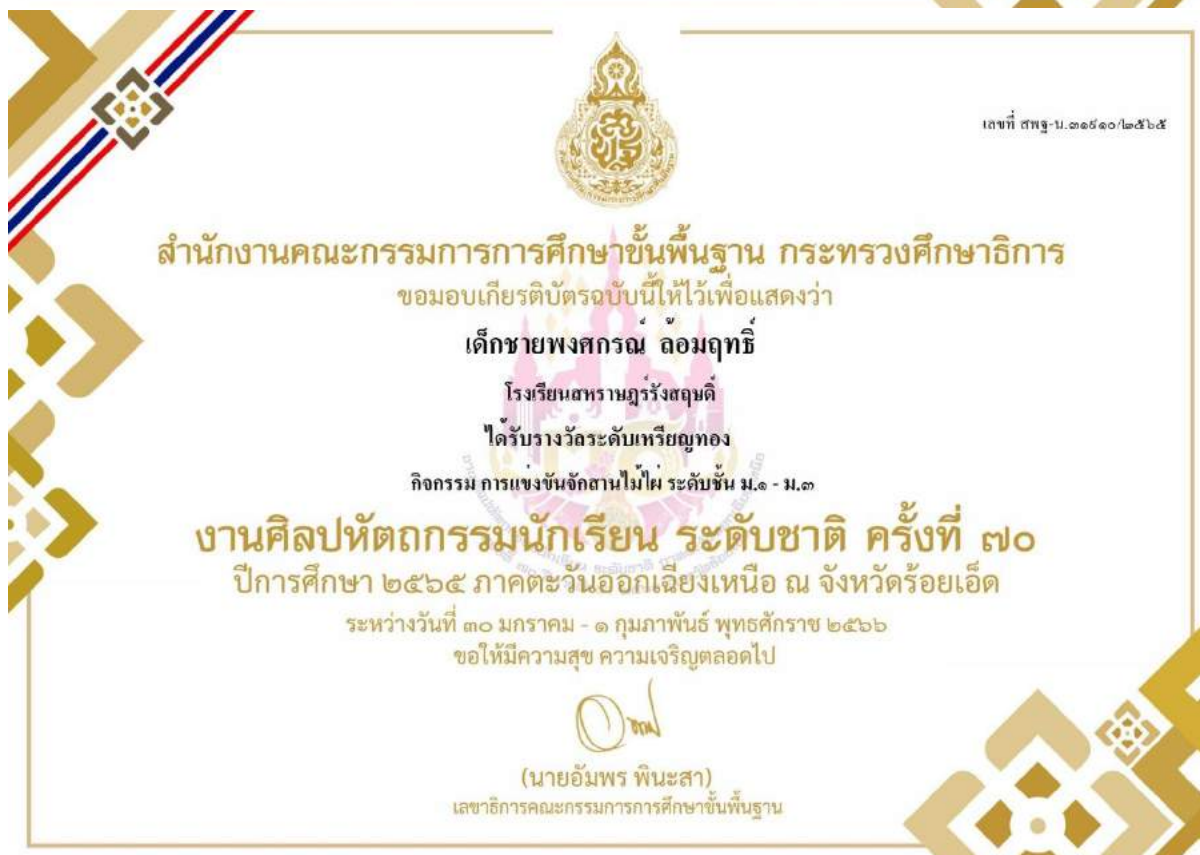 เลขที่ สพฐ-น.๓๑๙๑๐/๒๕๖๕
สำนักงานคณะกรรมการการศึกษาขั้นพื้นฐาน กระทรวงศึกษาธิการ
ขอมอบเกียรติบัตรฉบับนี้ให้ไว้เพื่อแสดงว่า
เด็กชายพงศกรณ์ ล้อมฤทธิ์
โรงเรียนสหราษฎร์รังสฤษดิ์
ได้รับรางวัลระดับเหรียญทอง
กิจกรรม การแข่งขันจักสานไม้ไผ่ ระดับชั้น ม.๑ - ม.๓
งานศิลปหัตถกรรมนักเรียน ระดับชาติ ครั้งที่ ๗๐
ปีการศึกษา ๒๕๖๕ ภาคตะวันออกเฉียงเหนือ ณ จังหวัดร้อยเอ็ด
ระหว่างวันที่ ๓๐ มกราคม - ๑ กุมภาพันธ์ พุทธศักราช ๒๕๖๖
ขอให้มีความสุข ความเจริญตลอดไป
(นายอัมพร พินะสา)
เลขาธิการคณะกรรมการการศึกษาขั้นพื้นฐาน